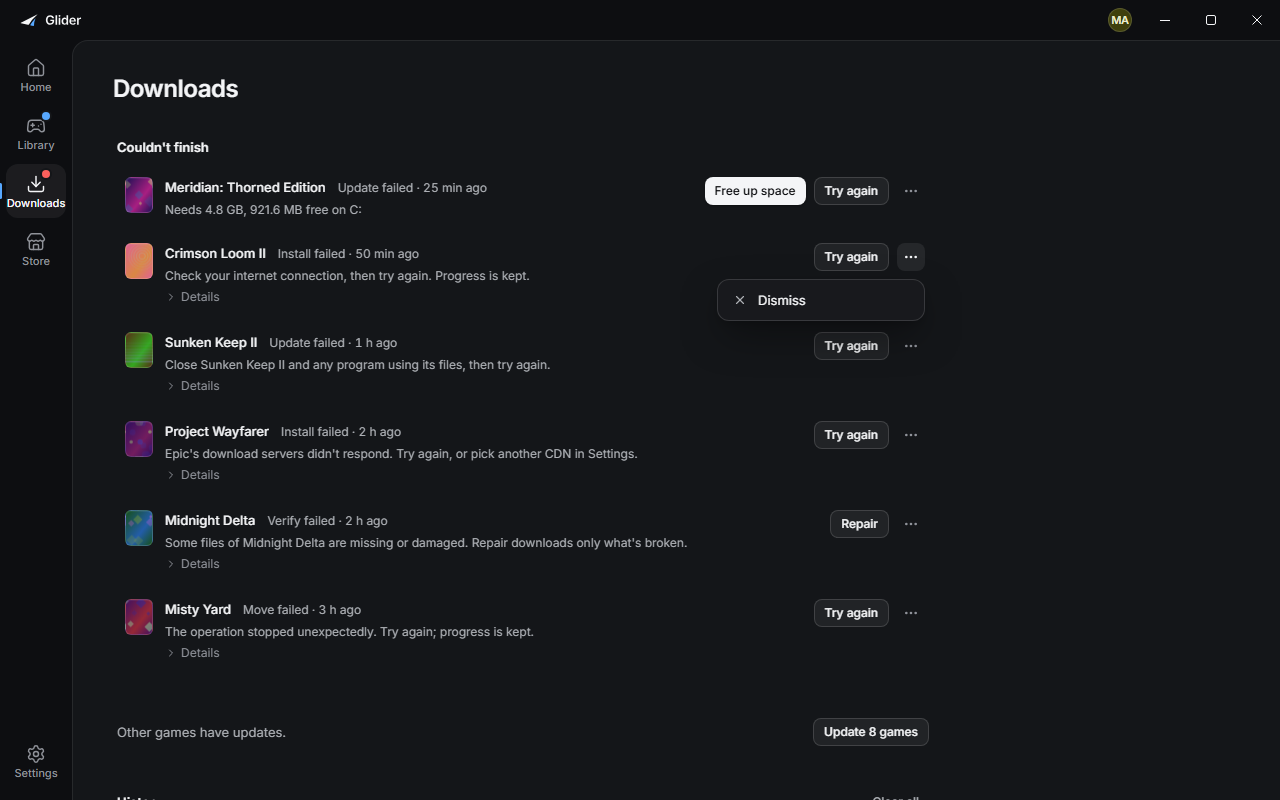 Glider
MA
Home
Library
Downloads
Store
Settings
Downloads
Couldn't finish
Meridian: Thorned Edition Update failed · 25 min ago
Needs 4.8 GB, 921.6 MB free on C:
Free up space
Try again
Crimson Loom II Install failed · 50 min ago
Check your internet connection, then try again. Progress is kept.
Details
Try again
Dismiss
Sunken Keep II Update failed · 1 h ago
Close Sunken Keep II and any program using its files, then try again.
Details
Try again
Project Wayfarer Install failed · 2 h ago
Epic's download servers didn't respond. Try again, or pick another CDN in Settings.
Details
Try again
Midnight Delta Verify failed · 2 h ago
Some files of Midnight Delta are missing or damaged. Repair downloads only what's broken.
Details
Repair
Misty Yard Move failed · 3 h ago
The operation stopped unexpectedly. Try again; progress is kept.
Details
Try again
Other games have updates.
Update 8 games